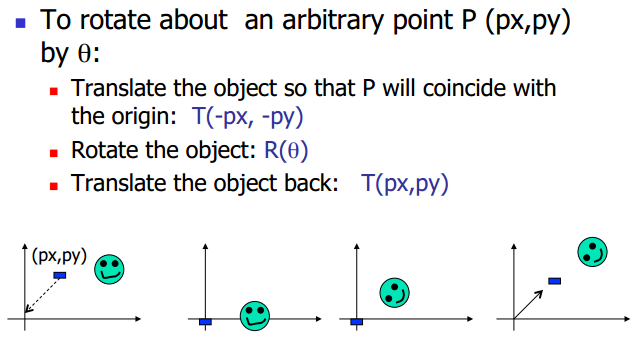 To rotate about an arbitrary point P (px,py)
by θ:
Translate the object so that P will coincide with
the origin: T(-px, -py)
Rotate the object: R(θ)
Translate the object back: T(px,py)
(px,py)